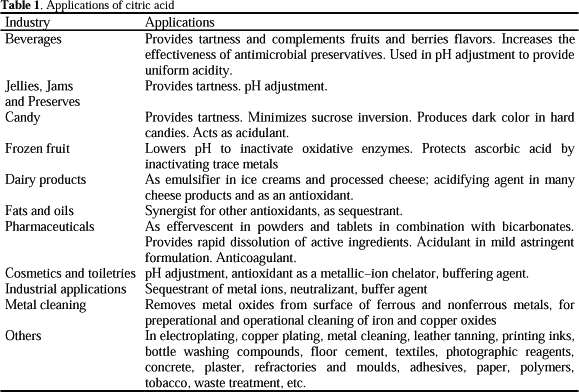 Table 1. Applications of citric acid
Industry Applications
Beverages Provides tartness and complements fruits and berries flavors. Increases the
effectiveness of antimicrobial preservatives. Used in pH adjustment to provide
uniform acidity.
Jellies, Jams Provides tartness. pH adjustment.
and Preserves
Candy Provides tartness. Minimizes sucrose inversion. Produces dark color in hard
candies. Acts as acidulant.
Frozen fruit Lowers pH to inactivate oxidative enzymes. Protects ascorbic acid by
inactivating trace metals
Dairy products As emulsifier in ice creams and processed cheese; acidifying agent in many
cheese products and as an antioxidant.
Fats and oils Synergist for other antioxidants, as sequestrant.
Pharmaceuticals As effervescent in powders and tablets in combination with bicarbonates.
Provides rapid dissolution of active ingredients. Acidulant in mild astringent
formulation. Anticoagulant.
Cosmetics and toiletries pH adjustment, antioxidant as a metallic–ion chelator, buffering agent.
Industrial applications Sequestrant of metal ions, neutralizant, buffer agent
Metal cleaning Removes metal oxides from surface of ferrous and nonferrous metals, for
preperational and operational cleaning of iron and copper oxides
Others In electroplating, copper plating, metal cleaning, leather tanning, printing inks,
bottle washing compounds, floor cement, textiles, photographic reagents,
concrete, plaster, refractories and moulds, adhesives, paper, polymers,
tobacco, waste treatment, etc.